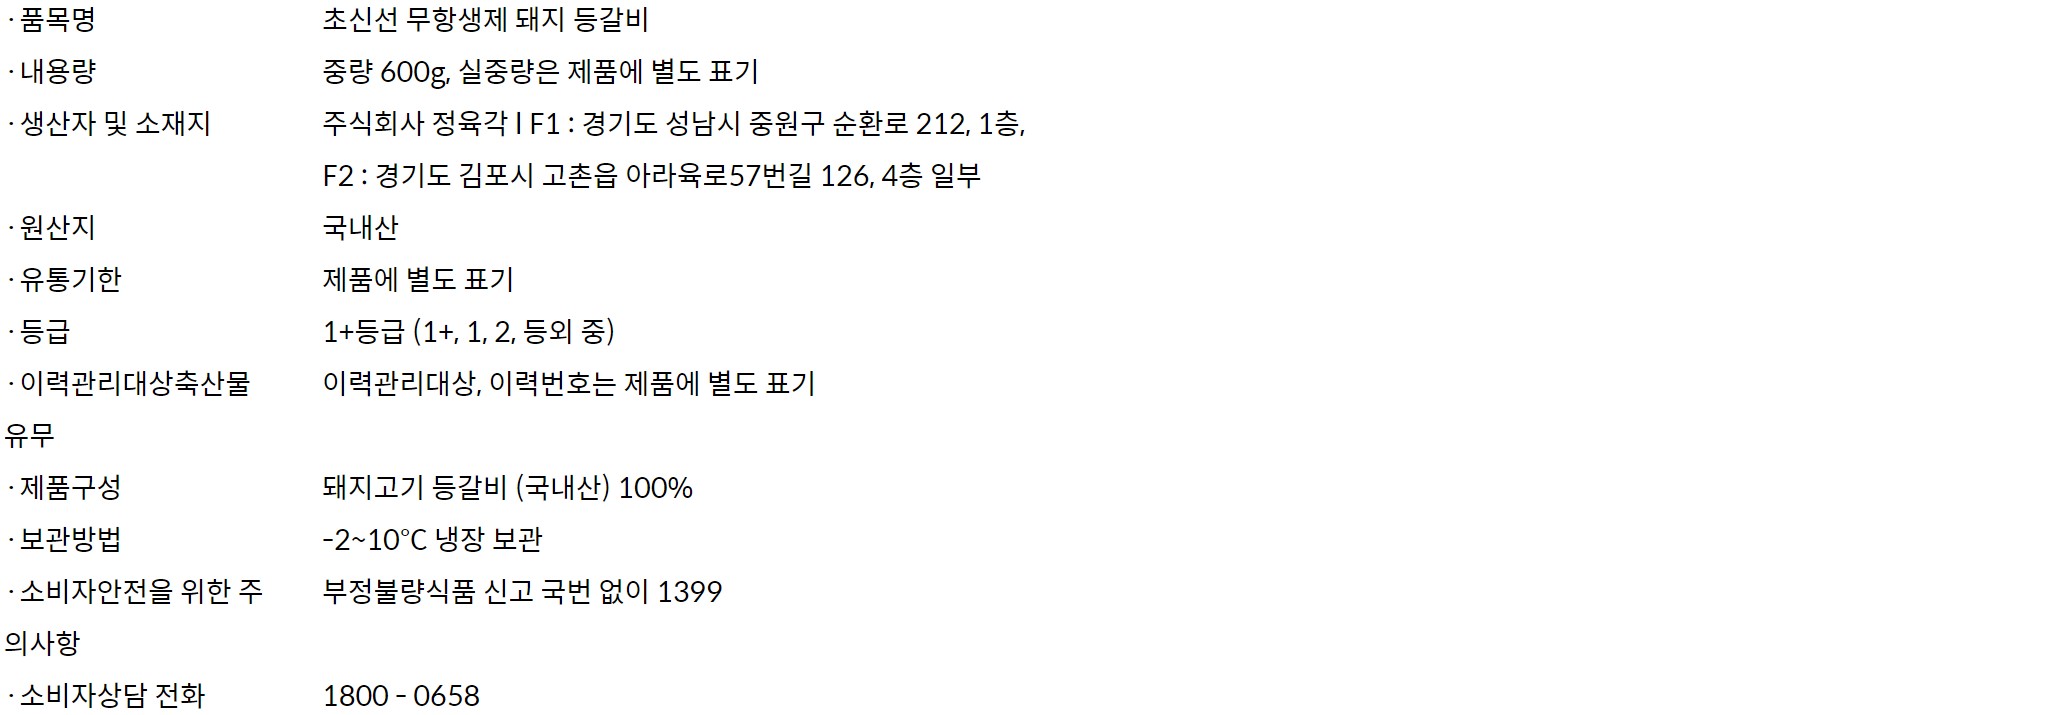 · 품목명 초신선 무항생제 돼지 등갈비
· 내용량 중량 600g, 실중량은 제품에 별도 표기
· 생산자 및 소재지 주식회사 정육각 l F1 : 경기도 성남시 중원구 순환로 212, 1층,
F2 : 경기도 김포시 고촌읍 아라육로57번길 126, 4층 일부
· 원산지 국내산
· 유통기한 제품에 별도 표기
· 등급 1+등급 (1+, 1, 2, 등외 중)
· 이력관리대상축산물 이력관리대상, 이력번호는 제품에 별도 표기
유무
· 제품구성 돼지고기 등갈비 (국내산) 100%
· 보관방법 -2~10°C 냉장 보관
· 소비자안전을 위한 주 부정불량식품 신고 국번 없이 1399
의사항
· 소비자상담 전화 1800 - 0658